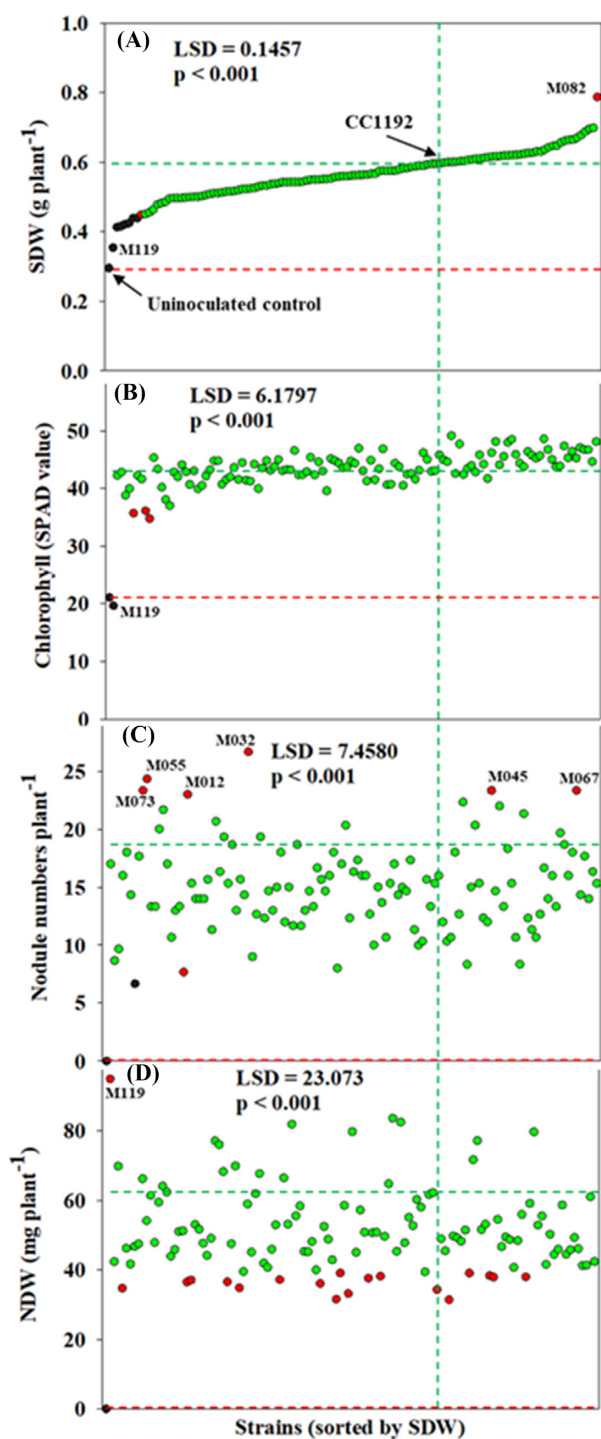 (A)
LSD = 0.1457
p < 0.001
M082
CC1192
M119
Uninoculated control
1.0
0.8
0.6
0.4
0.2
0.0
SDW (g plant⁻¹)
(B)
LSD = 6.1797
p < 0.001
M119
50
40
30
20
10
0
Chlorophyll (SPAD value)
(C)
M032
LSD = 7.4580
p < 0.001
M055
M073
M012
M045
M067
25
20
15
10
5
0
Nodule numbers plant⁻¹
(D)
LSD = 23.073
p < 0.001
M119
80
60
40
20
0
NDW (mg plant⁻¹)
Strains (sorted by SDW)